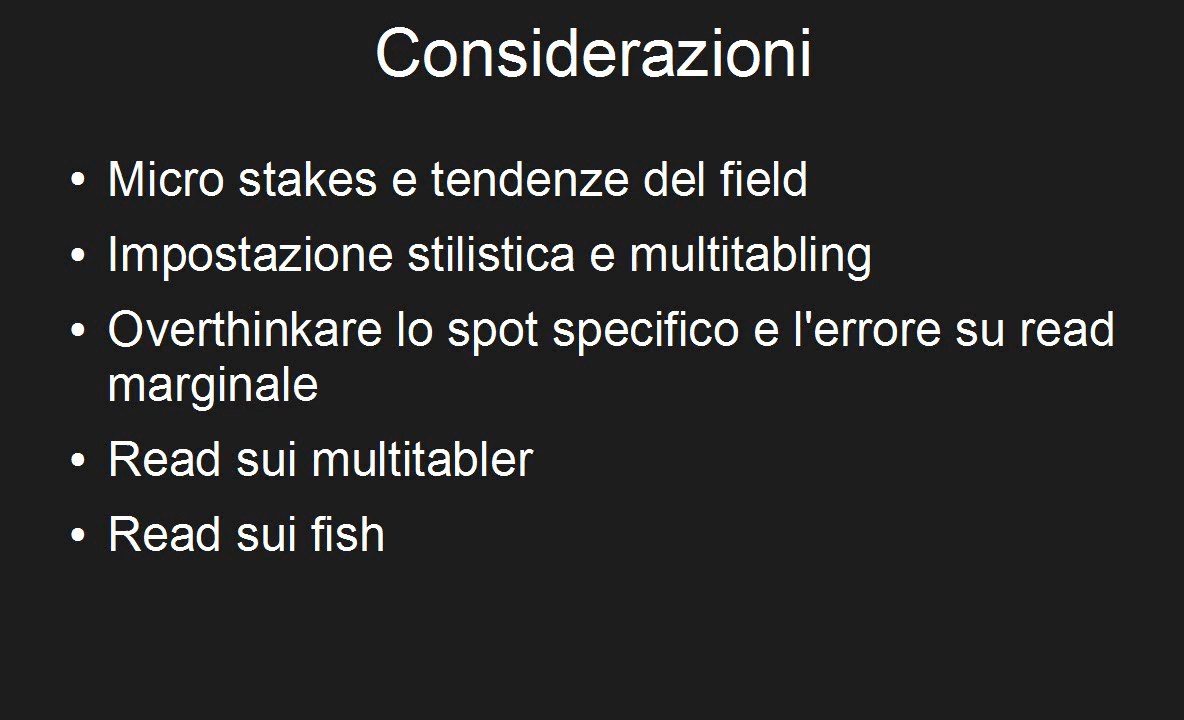 Considerazioni
• Micro stakes e tendenze del field
• Impostazione stilistica e multitabling
• Overthinkare lo spot specifico e l'errore su read
marginale
• Read sui multitabler
• Read sui fish